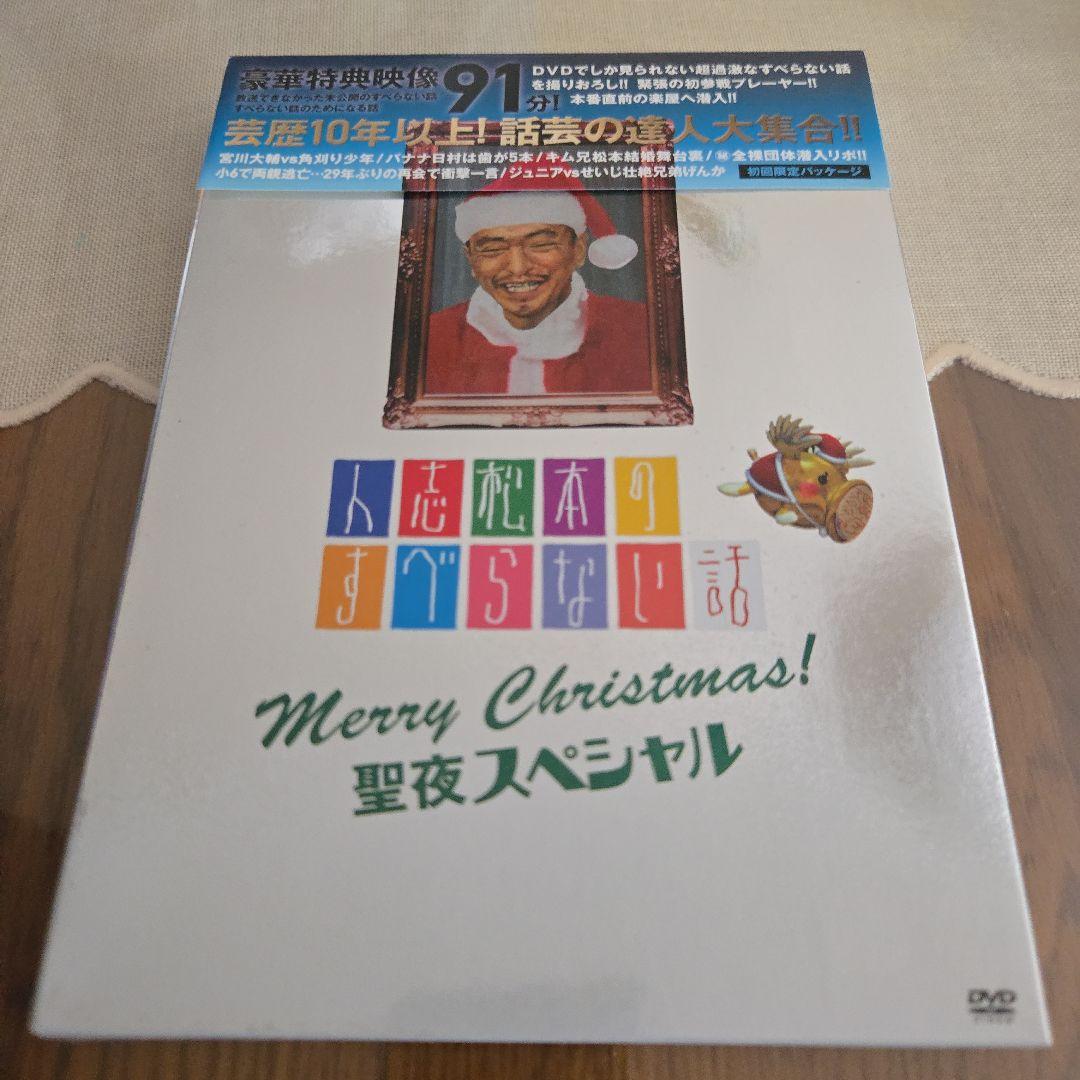 豪華特典映像
放送できなかった未公開のすべらない話
すべらない話のためになる話
91分!
DVDでしか見られない超過激なすべらない話
を撮りおろし!! 緊張の初参戦プレーヤー!!
本番直前の楽屋へ潜入!!
芸歴10年以上!話芸の達人大集合!!
宮川大輔vs角刈り少年/バナナ日村は歯が5本/キム兄松本結婚舞台裏/㊙全裸団体潜入リポ!!
小6で両親逃亡…29年ぶりの再会で衝撃一言/ジュニアvsせいじ壮絶兄弟げんか
初回限定パッケージ
人志松本の
すべらない話
Merry Christmas!
聖夜スペシャル
DVD
VIDEO